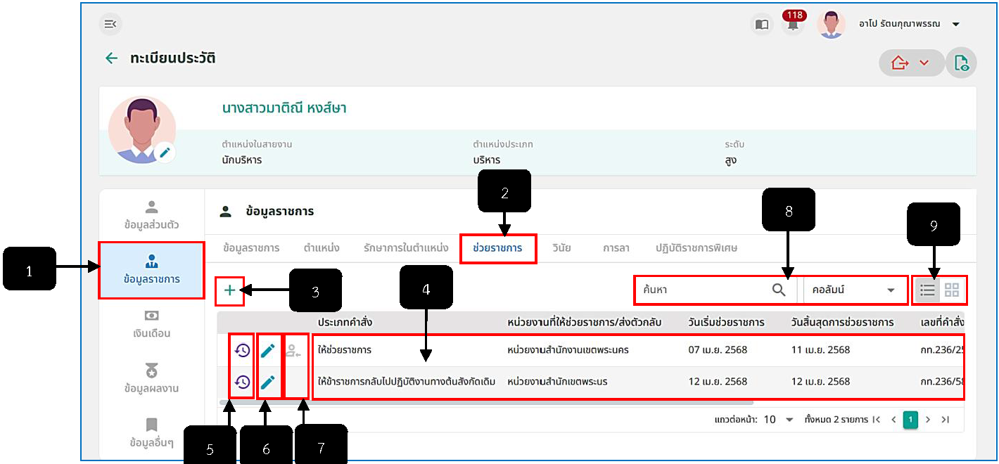 118
อาโป รัตนกุณาพรรณ
ทะเบียนประวัติ
นางสาวมาติณี หงส์ษา
ตำแหน่งในสายงาน ตำแหน่งประเภท ระดับ
นักบริหาร บริหาร สูง
2
8
9
ข้อมูลส่วนตัว
ข้อมูลราชการ
ข้อมูลราชการ ตำแหน่ง รักษาการในตำแหน่ง ช่วยราชการ วินัย การลา ปฏิบัติราชการพิเศษ
1
ข้อมูลราชการ
3
4
ค้นหา คอลัมน์
เงินเดือน
ประเภทคำสั่ง หน่วยงานที่ให้ช่วยราชการ/ส่งตัวกลับ วันเริ่มช่วยราชการ วันสิ้นสุดการช่วยราชการ เลขที่คำสั่ง
ให้ช่วยราชการ หน่วยงานสำนักงานเขตพระนคร 07 เม.ย. 2568 11 เม.ย. 2568 กท.236/25
ข้อมูลผลงาน
ให้ข้าราชการกลับไปปฏิบัติงานทางต้นสังกัดเดิม หน่วยงานสำนักเขตพระนร 12 เม.ย. 2568 12 เม.ย. 2568 กท.236/58
แถวต่อหน้า: 10 ทั้งหมด 2 รายการ 1
ข้อมูลอื่นๆ
5
6
7